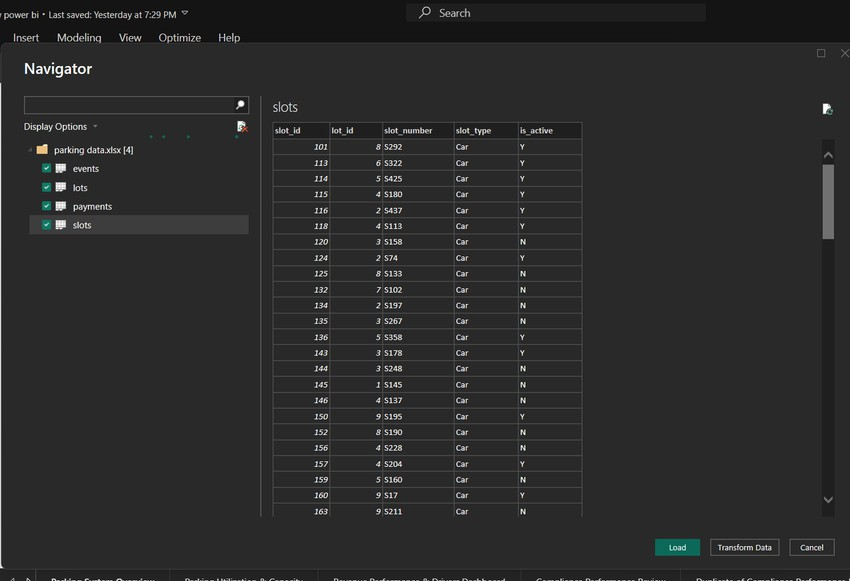 power bi • Last saved: Yesterday at 7:29 PM
Search
Insert Modeling View Optimize Help
Navigator
Display Options
parking data.xlsx [4]
events
lots
payments
slots
slots
slot_id lot_id slot_number slot_type is_active
101 8 S292 Car Y
113 6 S322 Car Y
114 5 S425 Car Y
115 4 S180 Car Y
116 2 S437 Car Y
118 4 S113 Car Y
120 3 S158 Car N
124 2 S74 Car Y
125 8 S133 Car N
132 7 S102 Car N
134 2 S197 Car N
135 3 S267 Car N
136 5 S358 Car Y
143 3 S178 Car Y
144 3 S248 Car N
145 1 S145 Car N
146 4 S137 Car N
150 9 S195 Car Y
152 8 S190 Car N
156 4 S228 Car N
157 4 S204 Car Y
159 5 S160 Car N
160 9 S17 Car Y
163 9 S211 Car N
Load Transform Data Cancel
Parking System Overview Parking Utilization & Capacity Revenue Performance & Drivers Dashboard Compliance Performance Review Duplicate of Compliance Performance